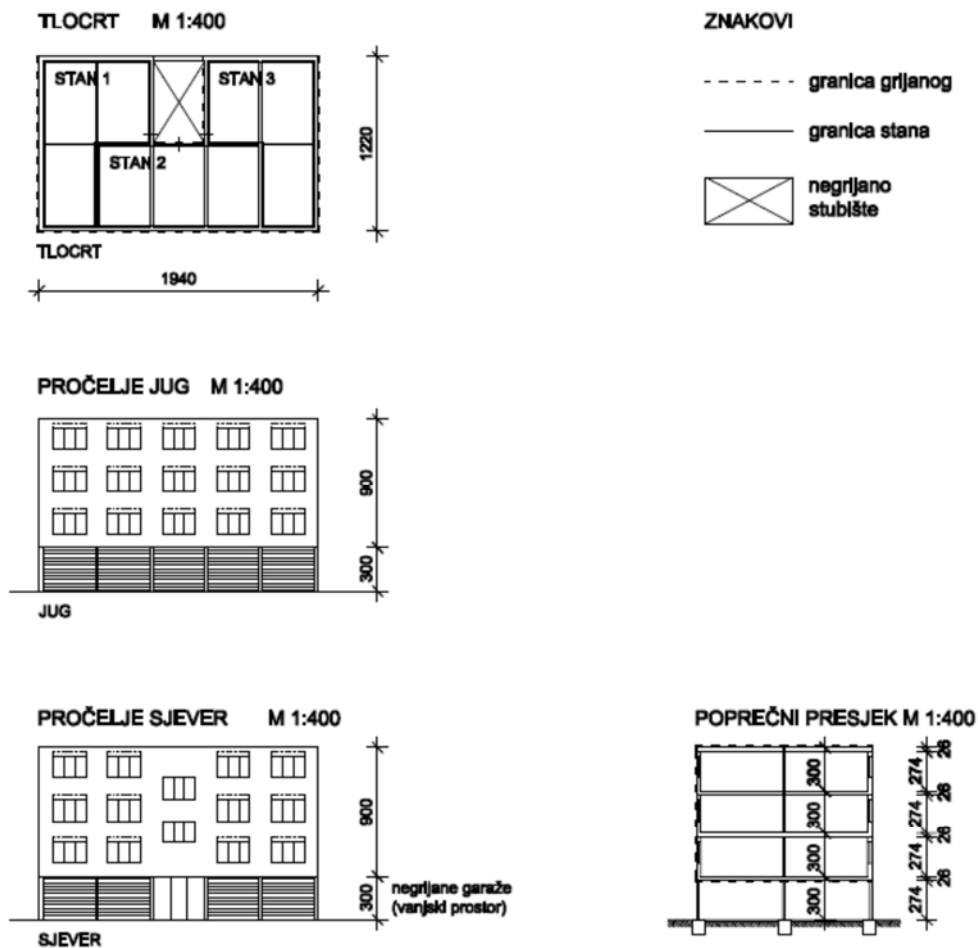 TLOCRT M 1:400
STAN 1
STAN 3
STAN 2
1220
TLOCRT
1940
ZNAKOVI
granica grijanog
granica stana
negrijano
stubište
PROČELJE JUG M 1:400
900
300
JUG
PROČELJE SJEVER M 1:400
900
300
negrijane garaže
(vanjski prostor)
SJEVER
POPREČNI PRESJEK M 1:400
300
300
300
300
26
274
26
274
26
274
26
274